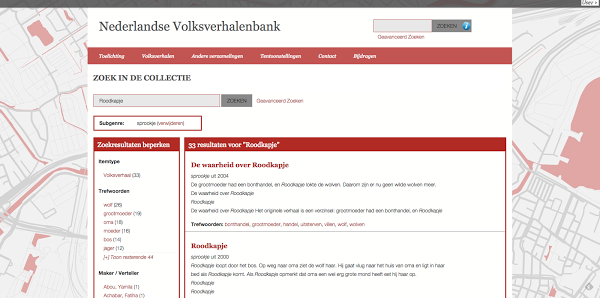 User
Nederlandse Volksverhalenbank
ZOEKEN
Geavanceerd Zoeken
Toelichting Volksverhalen Andere verzamelingen Tentoonstellingen Contact Bijdragen
ZOEK IN DE COLLECTIE
Roodkapje ZOEKEN Geavanceerd Zoeken
Subgenre: sprookje (verwijderen)
Zoekresultaten beperken
Itemtype
Volksverhaal (33)
Trefwoorden
wolf (26)
grootmoeder (19)
oma (18)
moeder (16)
bos (14)
jager (12)
[+] Toon resterende 44
Maker / Verteller
Abou, Yamila (1)
Achabar, Fatiha (1)
33 resultaten voor "Roodkapje"
De waarheid over Roodkapje
sprookje uit 2004
De grootmoeder had een bonthandel, en Roodkapje lokte de wolven. Daarom zijn er nu geen wilde wolven meer.
De waarheid over Roodkapje
Roodkapje
De waarheid over Roodkapje Het originele verhaal is een verzinsel: grootmoeder had een bonthandel, en Roodkapje
Trefwoorden: bonthandel, grootmoeder, handel, uitsterven, villen, wolf, wolven
Roodkapje
sprookje uit 2000
Roodkapje loopt door het bos. Op weg naar oma ziet de wolf haar. Hij gaat vlug naar het huis van oma en ligt in haar
bed als Roodkapje komt. Als Roodkapje opmerkt dat oma een wel erg grote mond heeft eet hij haar op.
Roodkapje
Roodkapje